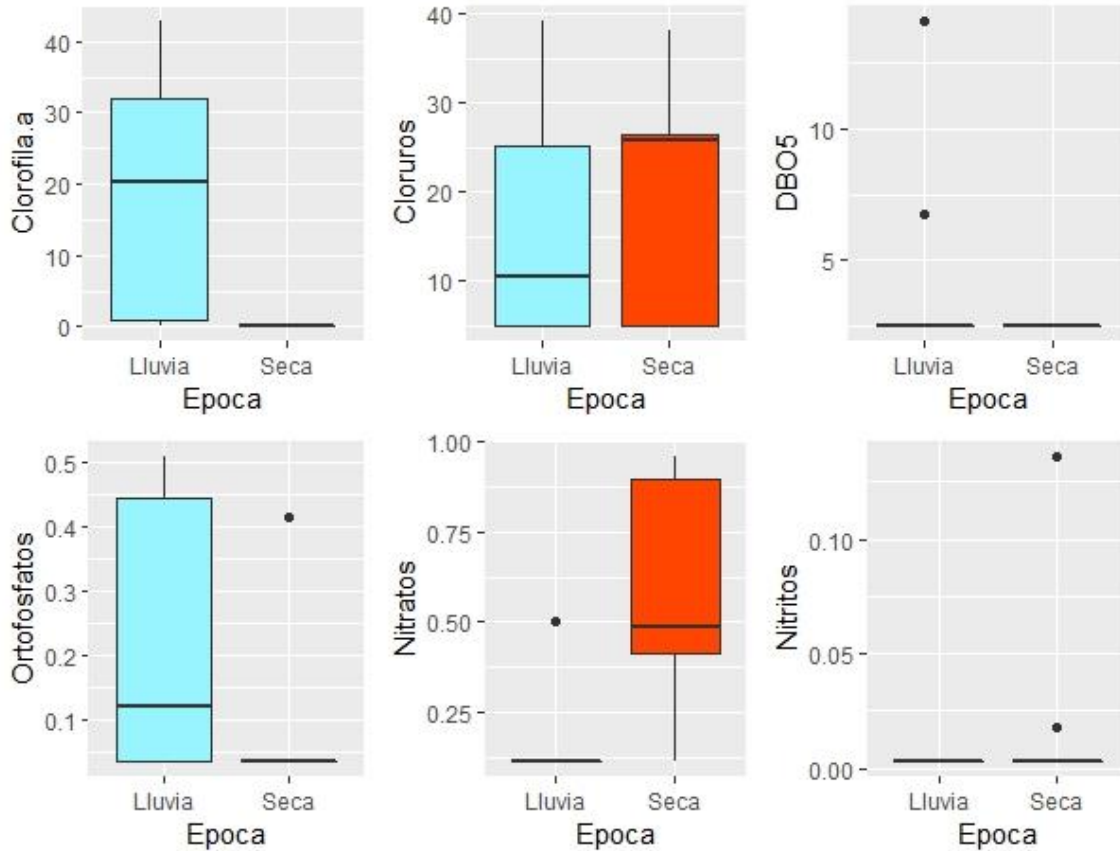 Clorofila.a
40
30
20
10
0
Lluvia Seca
Epoca
Cloruros
40
30
20
10
Lluvia Seca
Epoca
DBO5
10
5
Lluvia Seca
Epoca
Ortofosfatos
0.5
0.4
0.3
0.2
0.1
Lluvia Seca
Epoca
Nitratos
1.00
0.75
0.50
0.25
Lluvia Seca
Epoca
Nitritos
0.10
0.05
0.00
Lluvia Seca
Epoca